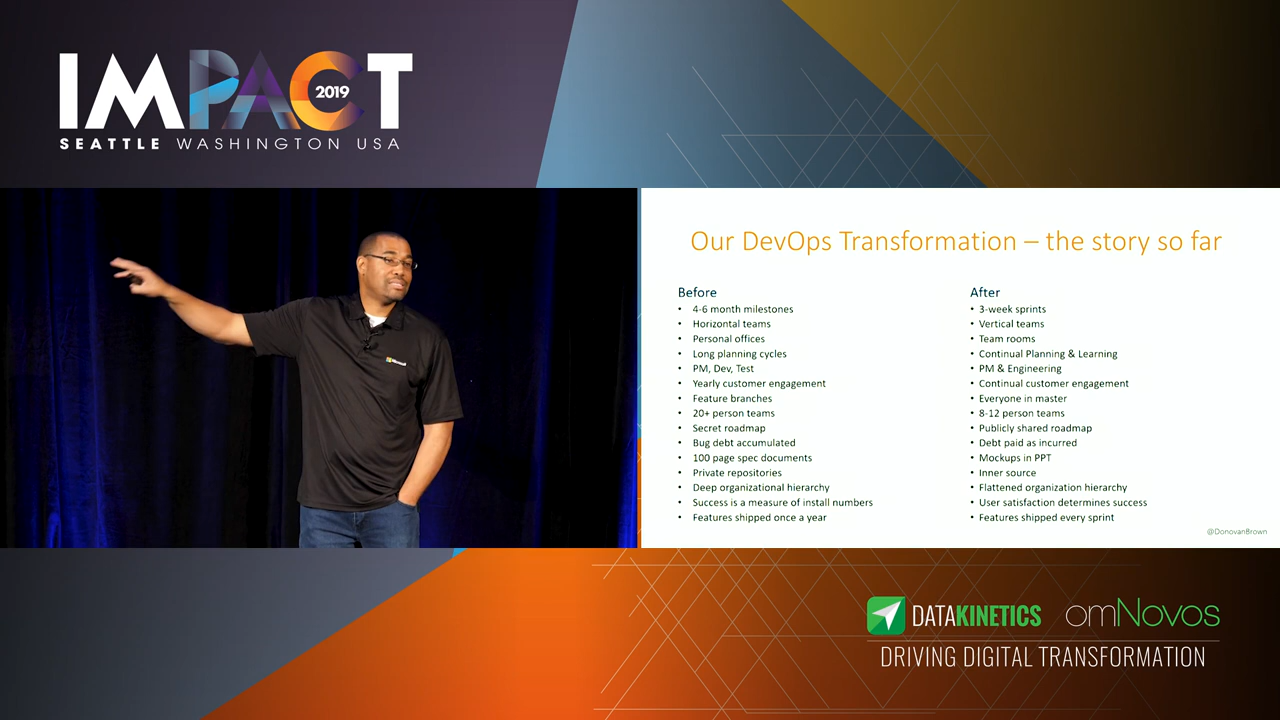 IMPACT
2019
SEATTLE WASHINGTON USA
Microsoft
Our DevOps Transformation – the story so far
Before
• 4-6 month milestones
• Horizontal teams
• Personal offices
• Long planning cycles
• PM, Dev, Test
• Yearly customer engagement
• Feature branches
• 20+ person teams
• Secret roadmap
• Bug debt accumulated
• 100 page spec documents
• Private repositories
• Deep organizational hierarchy
• Success is a measure of install numbers
• Features shipped once a year
After
• 3-week sprints
• Vertical teams
• Team rooms
• Continual Planning & Learning
• PM & Engineering
• Continual customer engagement
• Everyone in master
• 8-12 person teams
• Publicly shared roadmap
• Debt paid as incurred
• Mockups in PPT
• Inner source
• Flattened organization hierarchy
• User satisfaction determines success
• Features shipped every sprint
@DonovanBrown
DATAKINETICS omNovos
DRIVING DIGITAL TRANSFORMATION